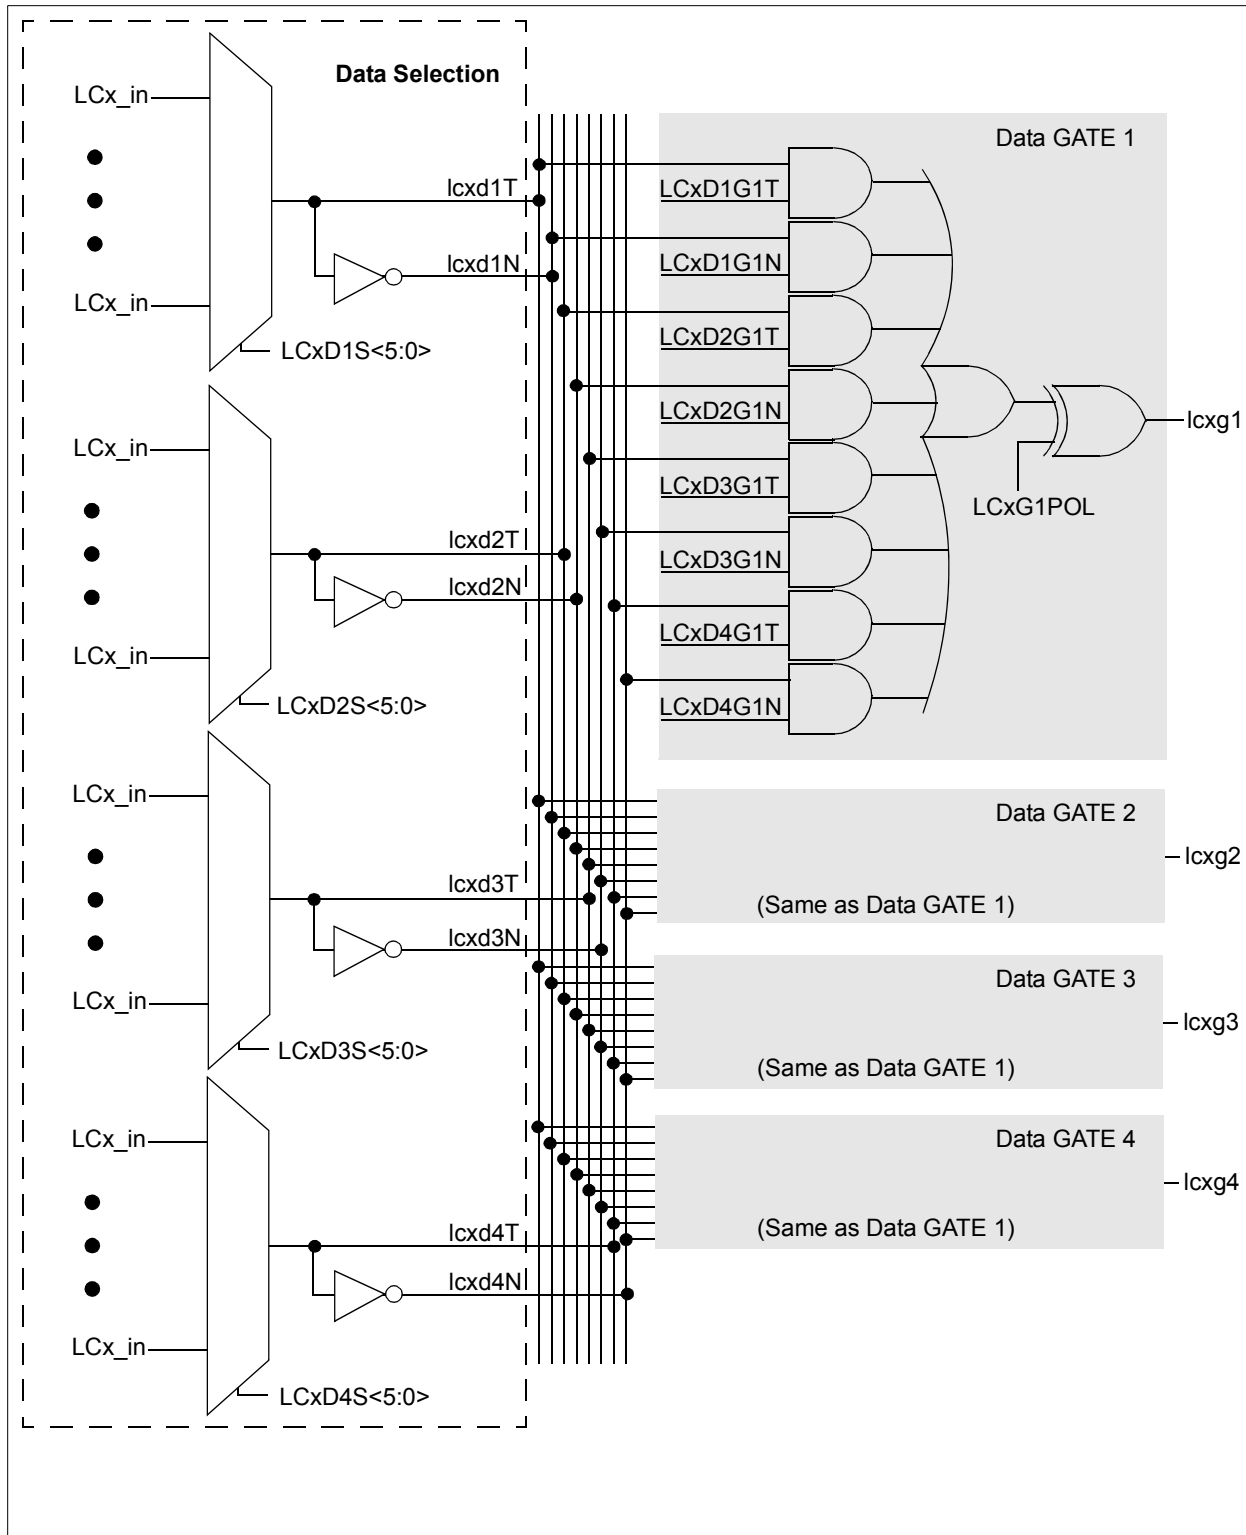 Data Selection
LCx_in
LCx_in
LCxD1S<5:0>
lcxd1T
lcxd1N
LCx_in
LCx_in
LCxD2S<5:0>
lcxd2T
lcxd2N
LCx_in
LCx_in
LCxD3S<5:0>
lcxd3T
lcxd3N
LCx_in
LCx_in
LCxD4S<5:0>
lcxd4T
lcxd4N
Data GATE 1
LCxD1G1T
LCxD1G1N
LCxD2G1T
LCxD2G1N
LCxD3G1T
LCxD3G1N
LCxD4G1T
LCxD4G1N
LCxG1POL
lcxg1
Data GATE 2
(Same as Data GATE 1)
lcxg2
Data GATE 3
(Same as Data GATE 1)
lcxg3
Data GATE 4
(Same as Data GATE 1)
lcxg4